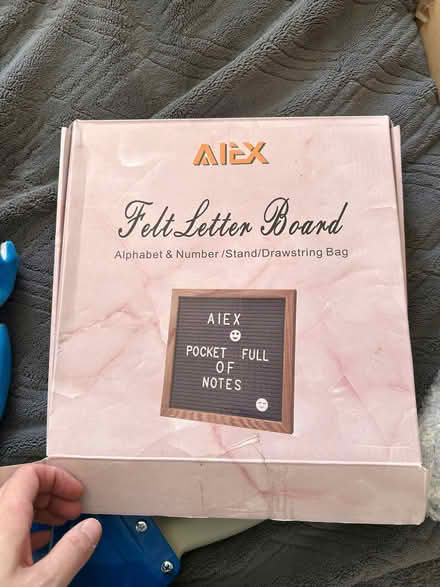 AIEX
Felt Letter Board
Alphabet & Number /Stand/Drawstring Bag
AIEX
POCKET FULL
OF
NOTES